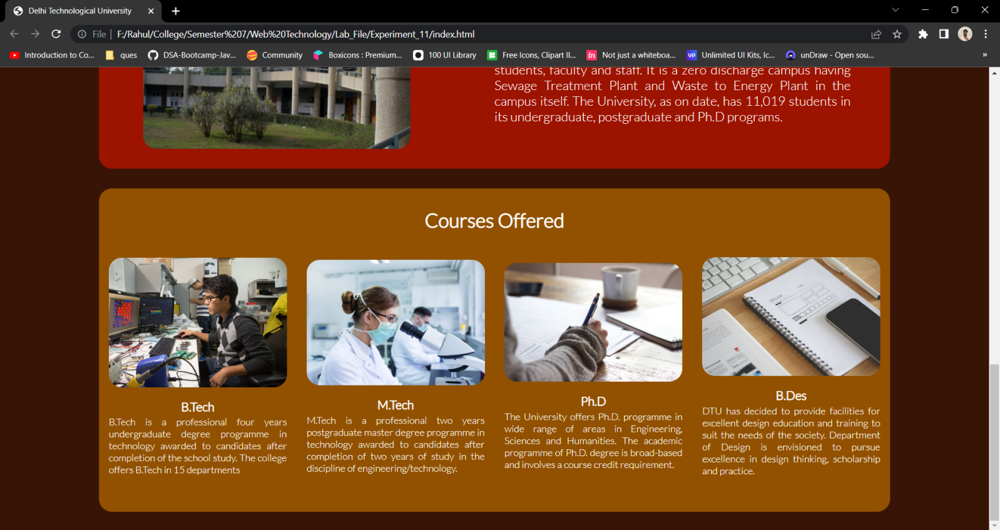 Delhi Technological University
File
F:/Rahul/College/Semester%207/Web%20Technology/Lab_File/Experiment_11/index.html
Introduction to Co...
ques
DSA-Bootcamp-Jav...
Community
Boxicons : Premium...
100 UI Library
Free Icons, Clipart Il...
in
Not just a whiteboa...
UP
Unlimited UI Kits, Ic...
unDraw - Open sou...
»
students, faculty and staff. It is a zero discharge campus having
Sewage Treatment Plant and Waste to Energy Plant in the
campus itself. The University, as on date, has 11,019 students in
its undergraduate, postgraduate and Ph.D programs.
Courses Offered
B.Tech
B.Tech is a professional four years
undergraduate degree programme in
technology awarded to candidates after
completion of the school study. The college
offers B.Tech in 15 departments
M.Tech
M.Tech is a professional two years
postgraduate master degree programme in
technology awarded to candidates after
completion of two years of study in the
discipline of engineering/technology.
Ph.D
The University offers Ph.D. programme in
wide range of areas in Engineering,
Sciences and Humanities. The academic
programme of Ph.D. degree is broad-based
and involves a course credit requirement.
B.Des
DTU has decided to provide facilities for
excellent design education and training to
suit the needs of the society. Department
of Design is envisioned to pursue
excellence in design thinking, scholarship
and practice.